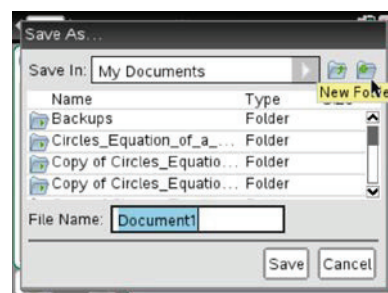 Save As...
Save In: My Documents
New Folde
Name Type
Backups Folder
Circles_Equation_of_a_... Folder
Copy of Circles_Equatio... Folder
Copy of Circles_Equatio... Folder
File Name: Document1
Save Cancel